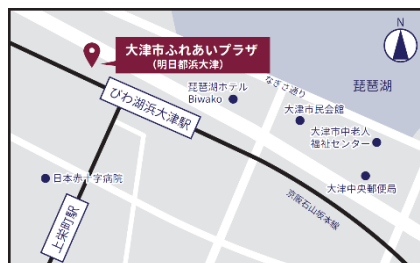 大津市ふれあいプラザ
(明日都浜大津)
N
なぎさ通り
琵琶湖
琵琶湖ホテル
Biwako
びわ湖浜大津駅
大津市民会館
大津市中老人
福祉センター
日本赤十字病院
大津中央郵便局
京阪石山坂本線
上栄町駅